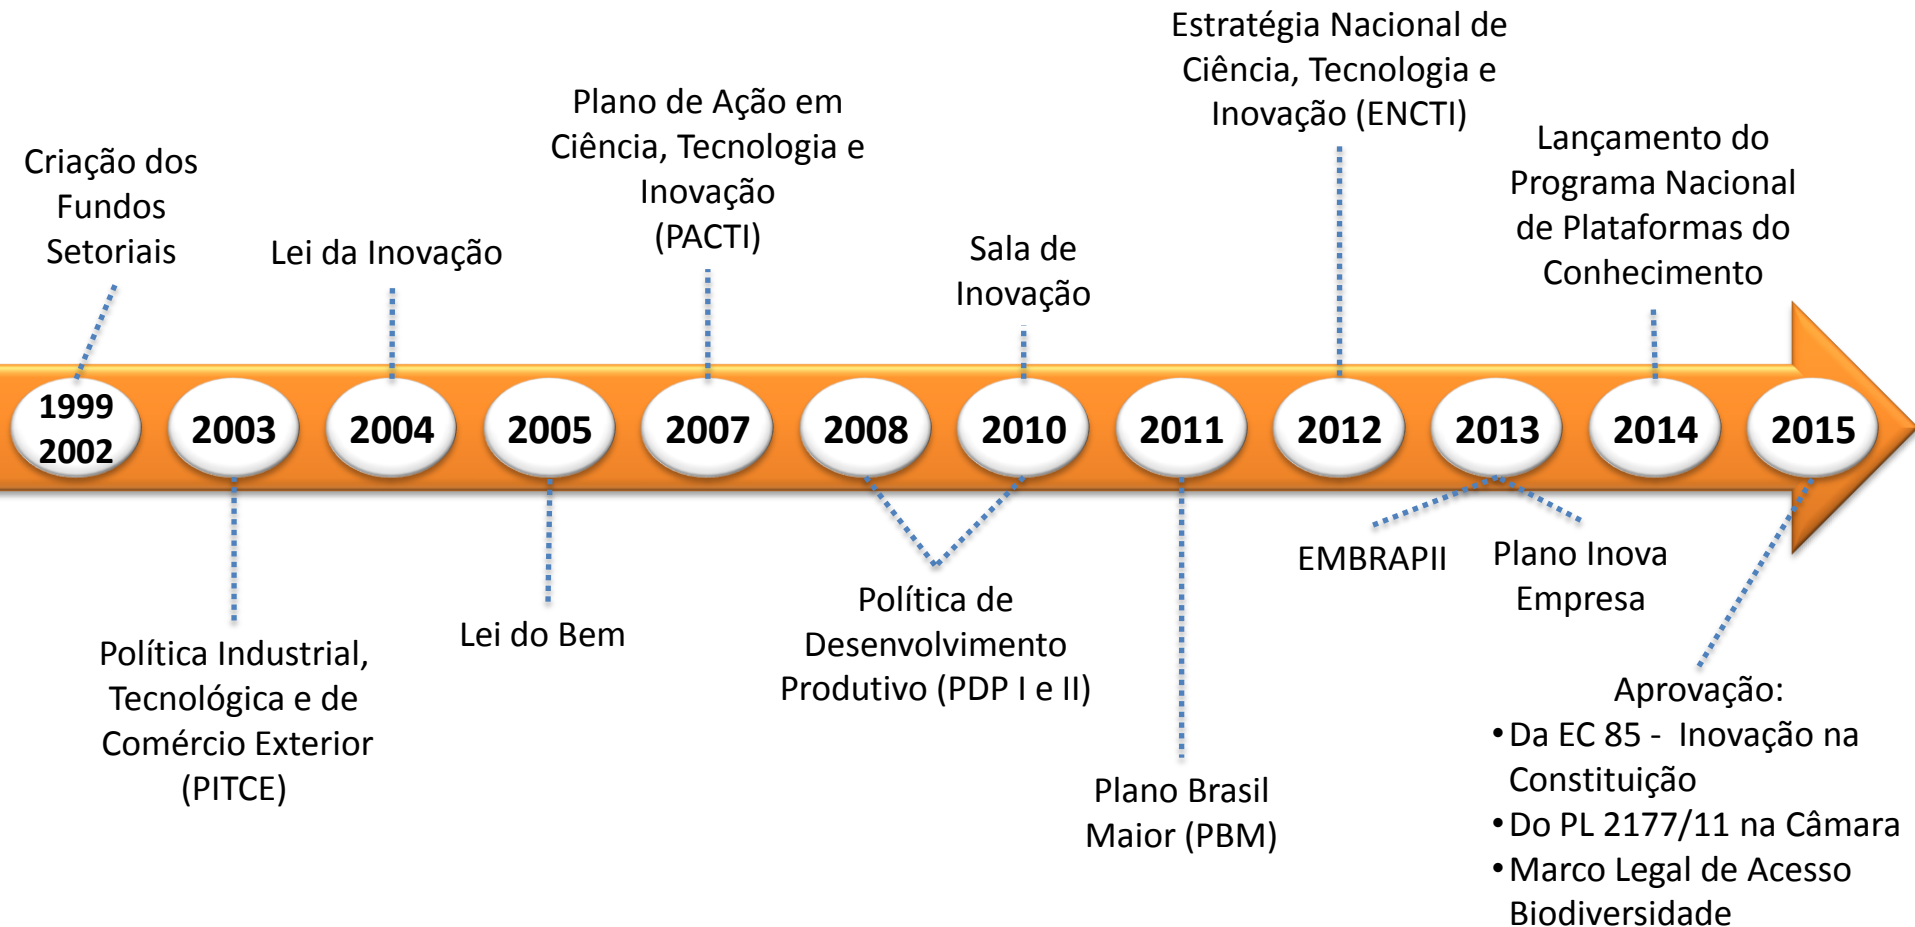 Criação dos
Fundos
Setoriais
Lei da Inovação
Plano de Ação em
Ciência, Tecnologia e
Inovação
(PACTI)
Sala de
Inovação
Estratégia Nacional de
Ciência, Tecnologia e
Inovação (ENCTI)
Lançamento do
Programa Nacional
de Plataformas do
Conhecimento
1999
2002
2003
2004
2005
2007
2008
2010
2011
2012
2013
2014
2015
Política Industrial,
Tecnológica e de
Comércio Exterior
(PITCE)
Lei do Bem
Política de
Desenvolvimento
Produtivo (PDP I e II)
Plano Brasil
Maior (PBM)
EMBRAPII
Plano Inova
Empresa
Aprovação:
•Da EC 85 - Inovação na
Constituição
•Do PL 2177/11 na Câmara
•Marco Legal de Acesso
Biodiversidade